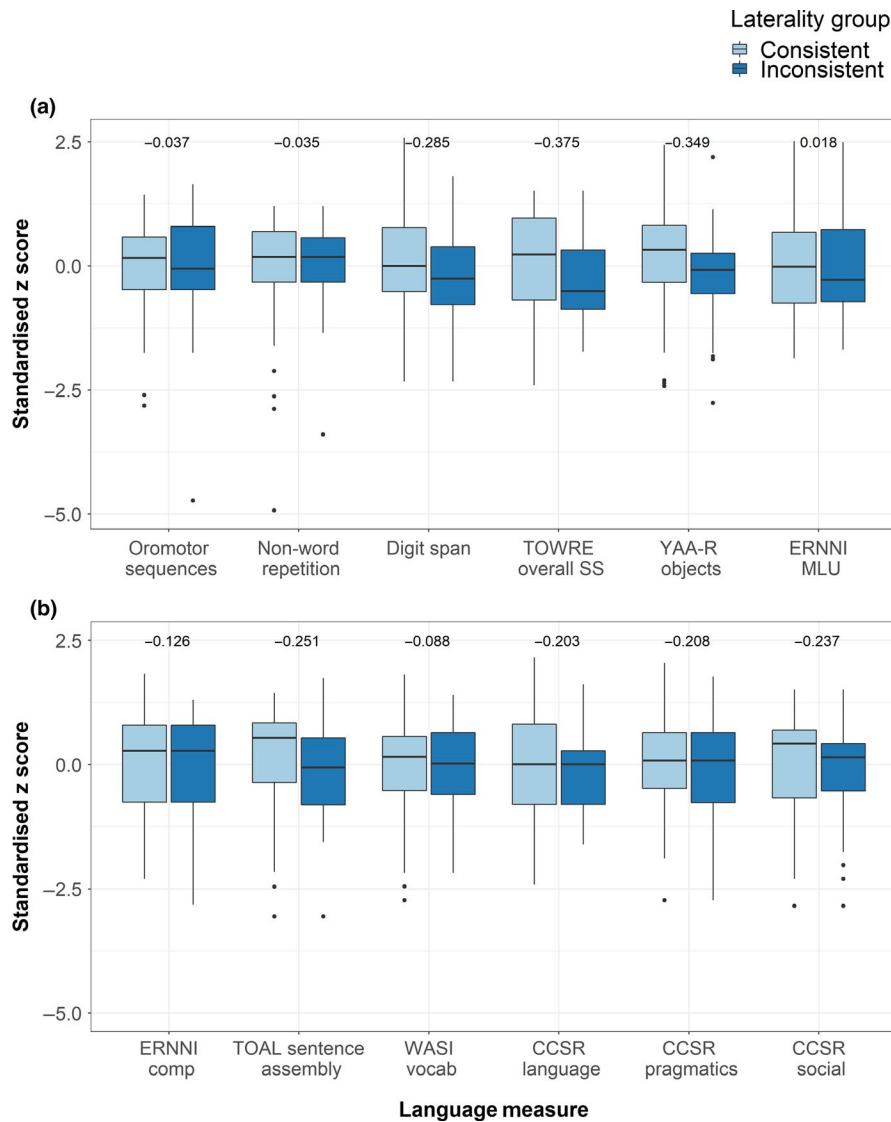 Laterality group
Consistent
Inconsistent
(a)
−0.037 −0.035 −0.285 −0.375 −0.349 0.018
2.5
0.0
−2.5
−5.0
Standardised z score
Oromotor sequences
Non-word repetition
Digit span
TOWRE overall SS
YAA-R objects
ERNNI MLU
(b)
−0.126 −0.251 −0.088 −0.203 −0.208 −0.237
2.5
0.0
−2.5
−5.0
Standardised z score
ERNNI comp
TOAL sentence assembly
WASI vocab
CCSR language
CCSR pragmatics
CCSR social
Language measure